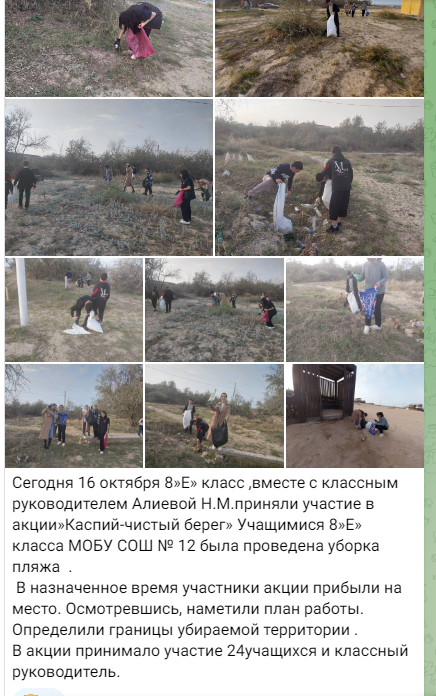 Сегодня 16 октября 8»Е» класс ,вместе с классным
руководителем Алиевой Н.М.приняли участие в
акции»Каспий-чистый берег» Учащимися 8»Е»
класса МОБУ СОШ № 12 была проведена уборка
пляжа  .
В назначенное время участники акции прибыли на
место. Осмотревшись, наметили план работы.
Определили границы убираемой территории .
В акции принимало участие 24учащихся и классный
руководитель.